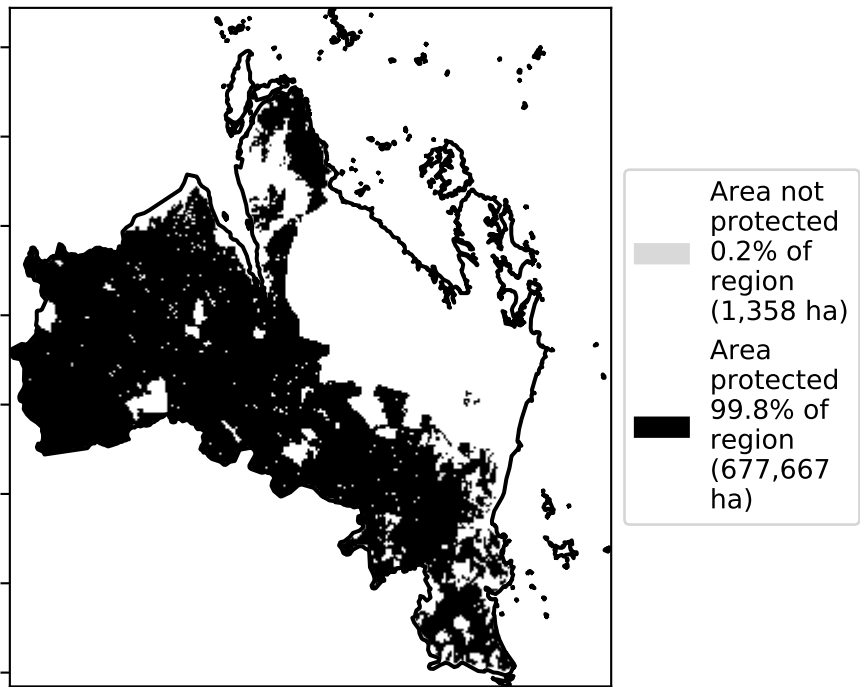 Area not
protected
0.2% of
region
(1,358 ha)
Area
protected
99.8% of
region
(677,667
ha)